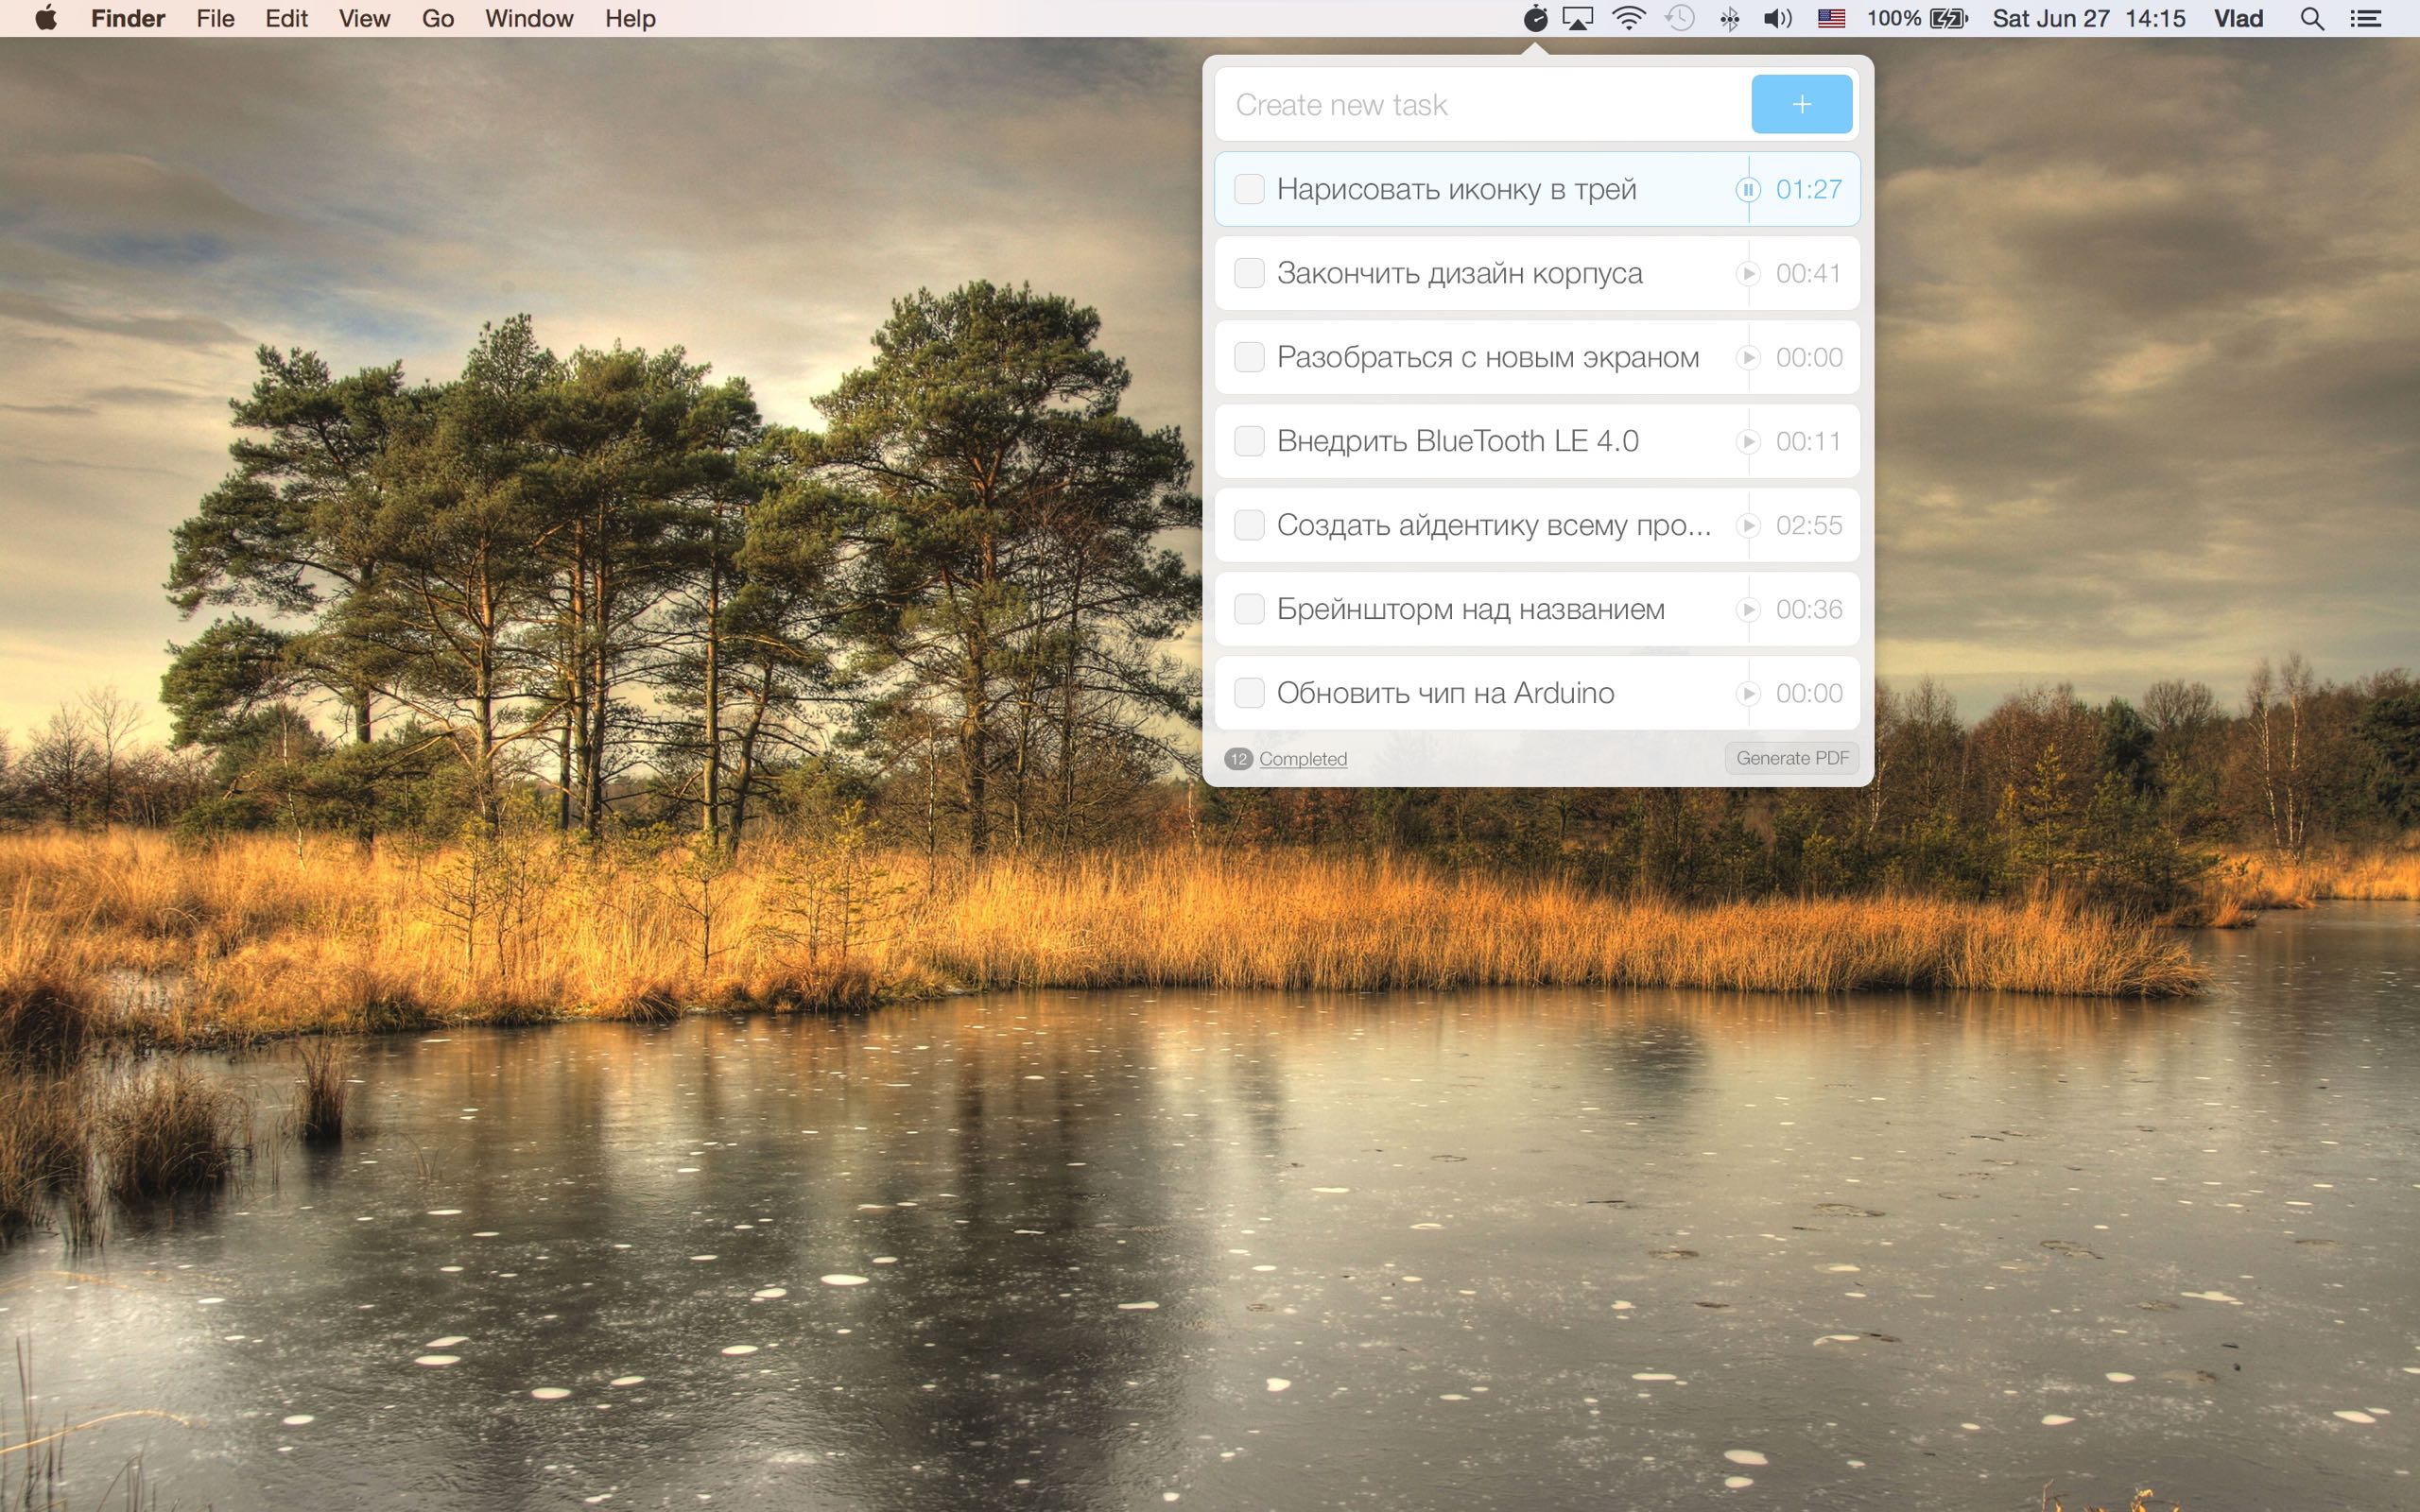 Finder File Edit View Go Window Help 100% Sat Jun 27 14:15 Vlad
Create new task +
Нарисовать иконку в трей 01:27
Закончить дизайн корпуса 00:41
Разобраться с новым экраном 00:00
Внедрить BlueTooth LE 4.0 00:11
Создать айдентику всему про... 02:55
Брейншторм над названием 00:36
Обновить чип на Arduino 00:00
12 Completed Generate PDF